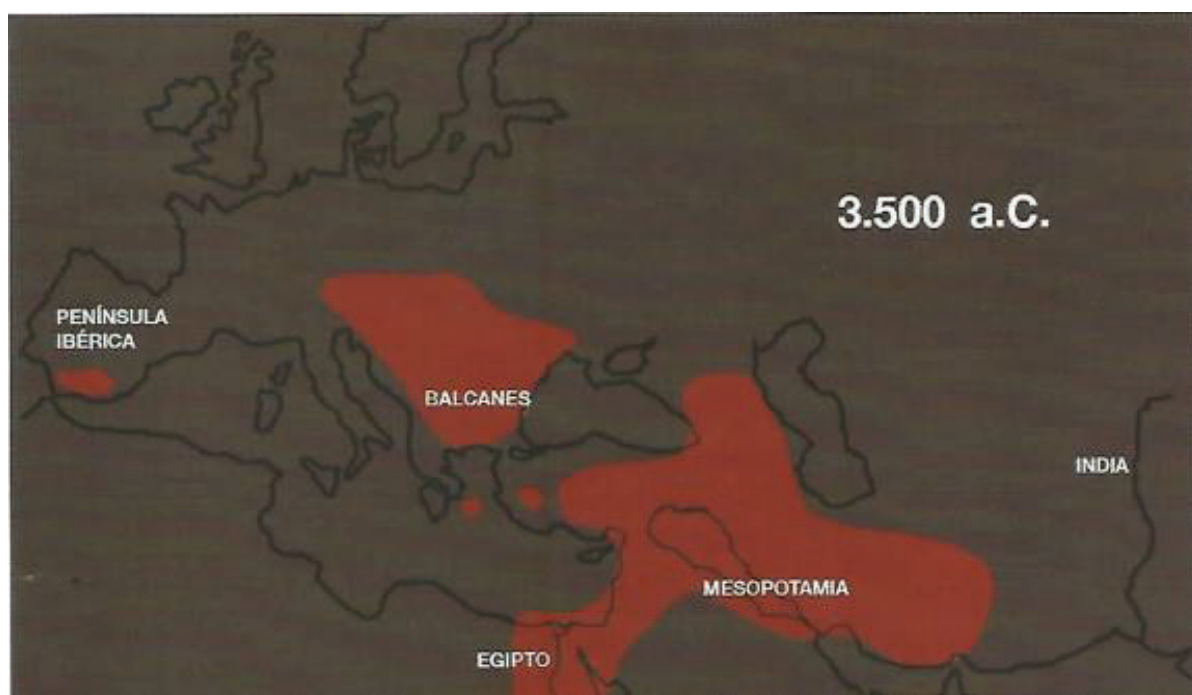 3.500 a.C.
PENÍNSULA
IBÉRICA
BALCANES
INDIA
MESOPOTAMIA
EGIPTO